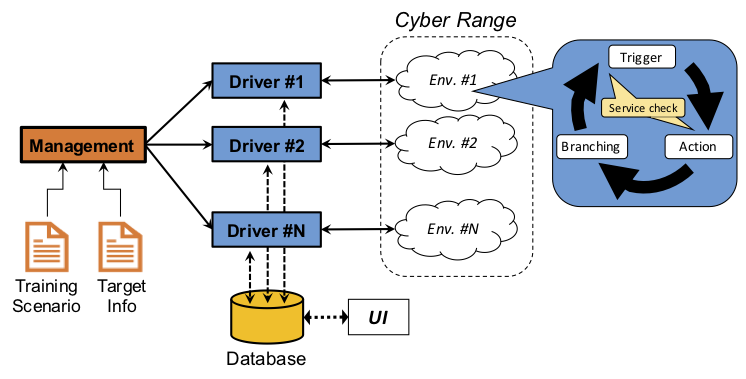 Cyber Range
Driver #1
Env. #1
Trigger
Service check
Management
Driver #2
Env. #2
Branching
Action
Driver #N
Env. #N
Training
Scenario
Target
Info
UI
Database